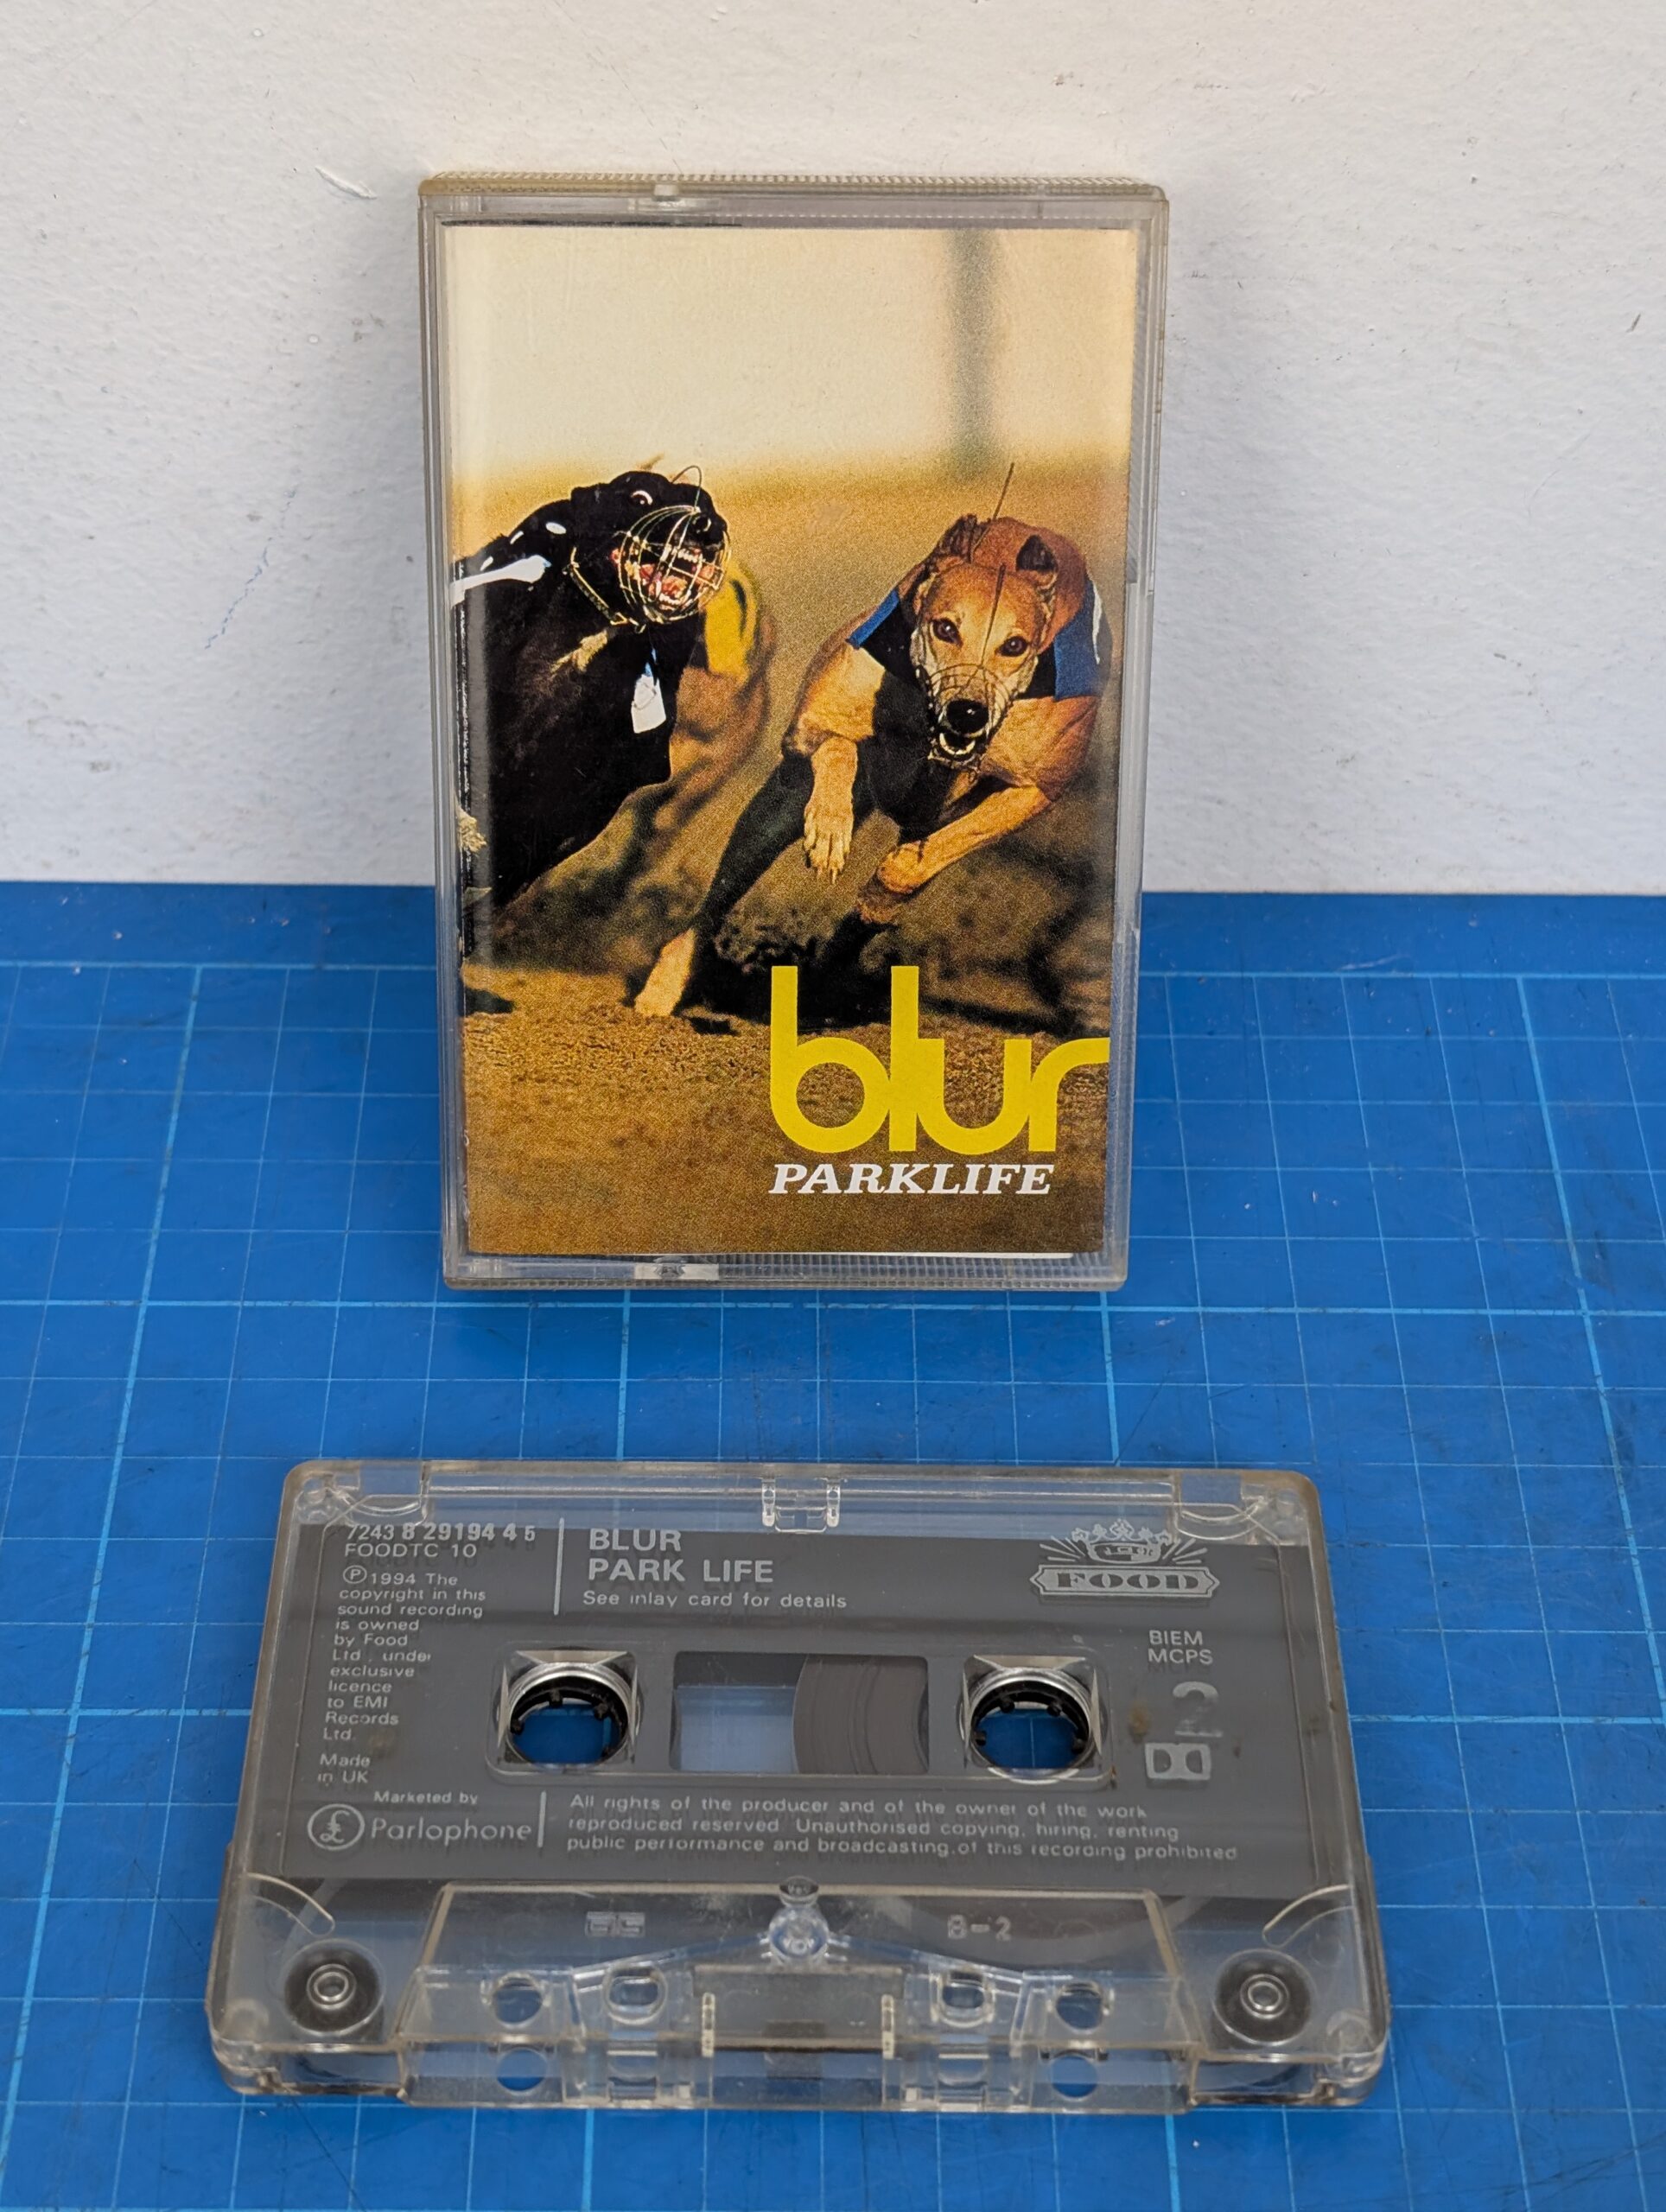 blur
PARKLIFE
7243 8 29194 4 5
FOODTC 10
Ⓟ1994 The
copyright in this
sound recording
is owned
by Food
Ltd., under
exclusive
licence
to EMI
Records
Ltd.
Made
in UK
Marketed by
£ Parlophone
BLUR
PARK LIFE
See inlay card for details
FOOD
BIEM
MCPS
2
All rights of the producer and of the owner of the work
reproduced reserved. Unauthorised copying, hiring, renting
public performance and broadcasting of this recording prohibited
8-2